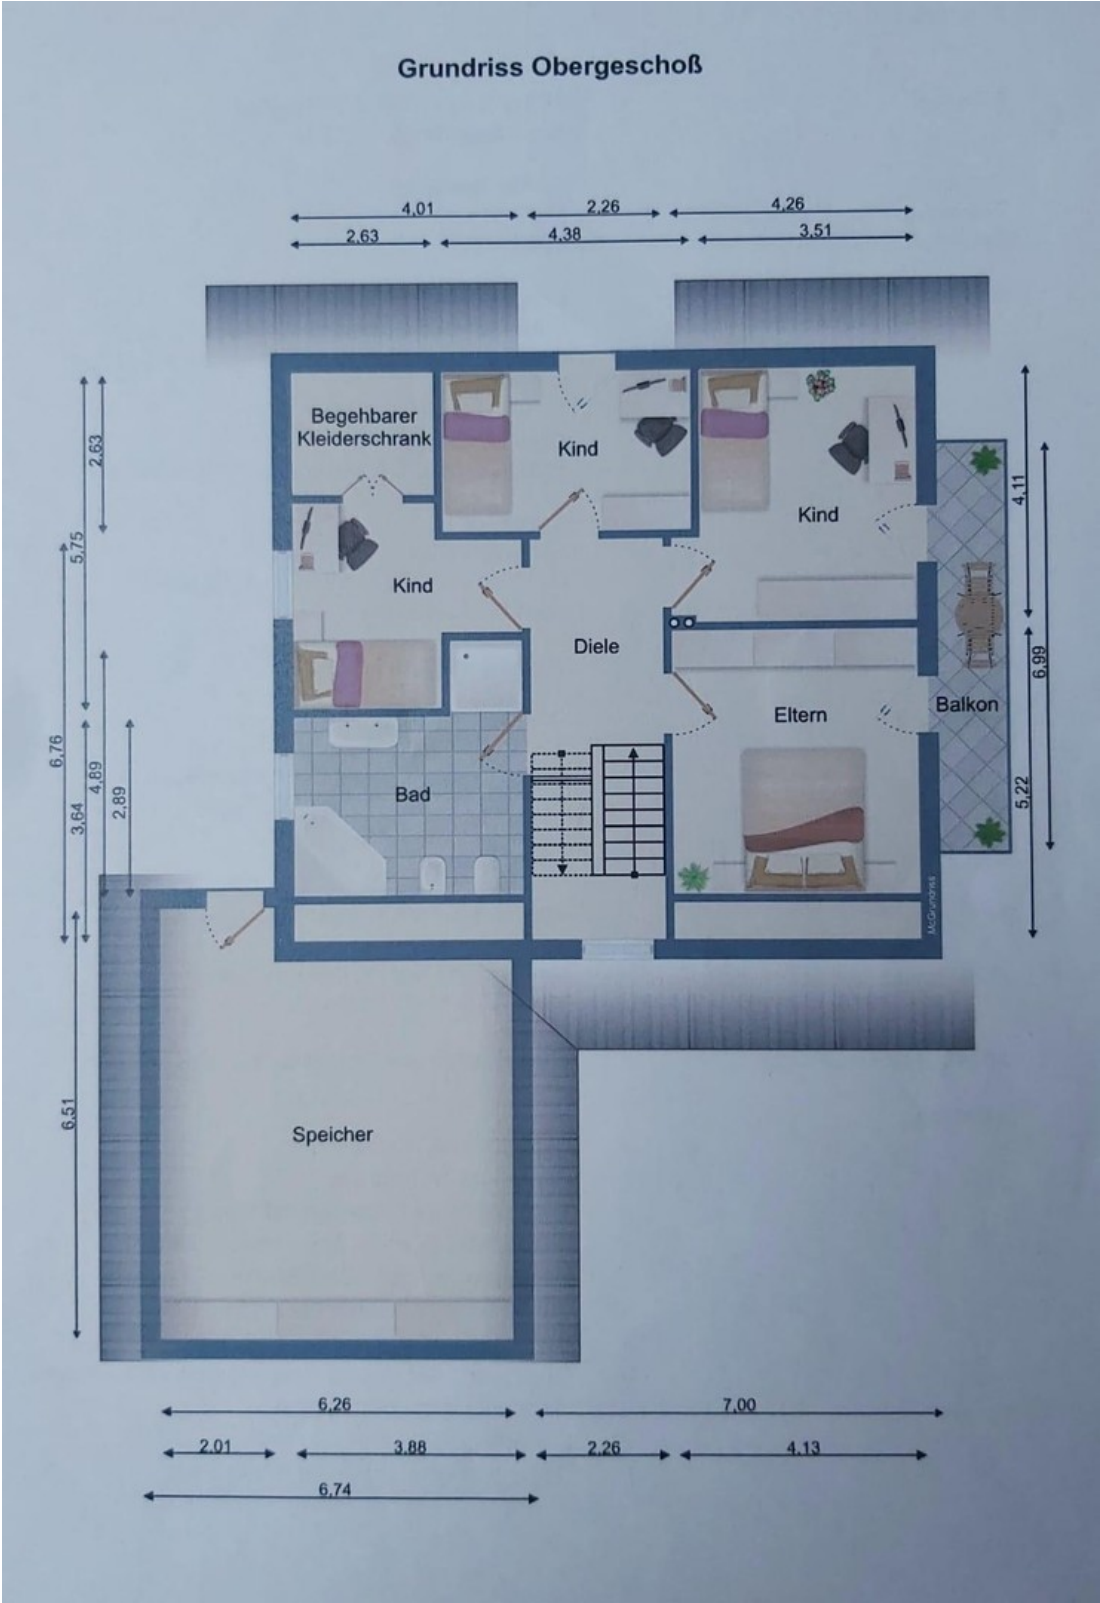 Grundriss Obergeschoß
4,01
2,26
4,26
2,63
4,38
3,51
Begehbarer
Kleiderschrank
Kind
Kind
Kind
Diele
Eltern
Balkon
Bad
Speicher
McGrundriss
2,63
5,75
6,76
4,89
3,64
2,89
6,51
4,11
6,99
5,22
6,26
7,00
2,01
3,88
2,26
4,13
6,74